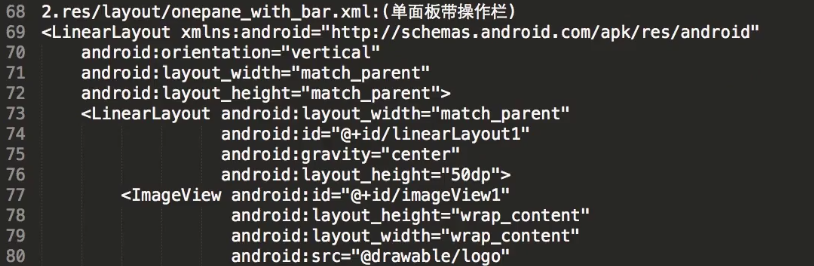 68 2.res/layout/onepane_with_bar.xml:(单面板带操作栏)
69 <LinearLayout xmlns:android="http://schemas.android.com/apk/res/android"
70     android:orientation="vertical"
71     android:layout_width="match_parent"
72     android:layout_height="match_parent">
73     <LinearLayout android:layout_width="match_parent"
74                   android:id="@+id/linearLayout1"
75                   android:gravity="center"
76                   android:layout_height="50dp">
77         <ImageView android:id="@+id/imageView1"
78                    android:layout_height="wrap_content"
79                    android:layout_width="wrap_content"
80                    android:src="@drawable/logo"